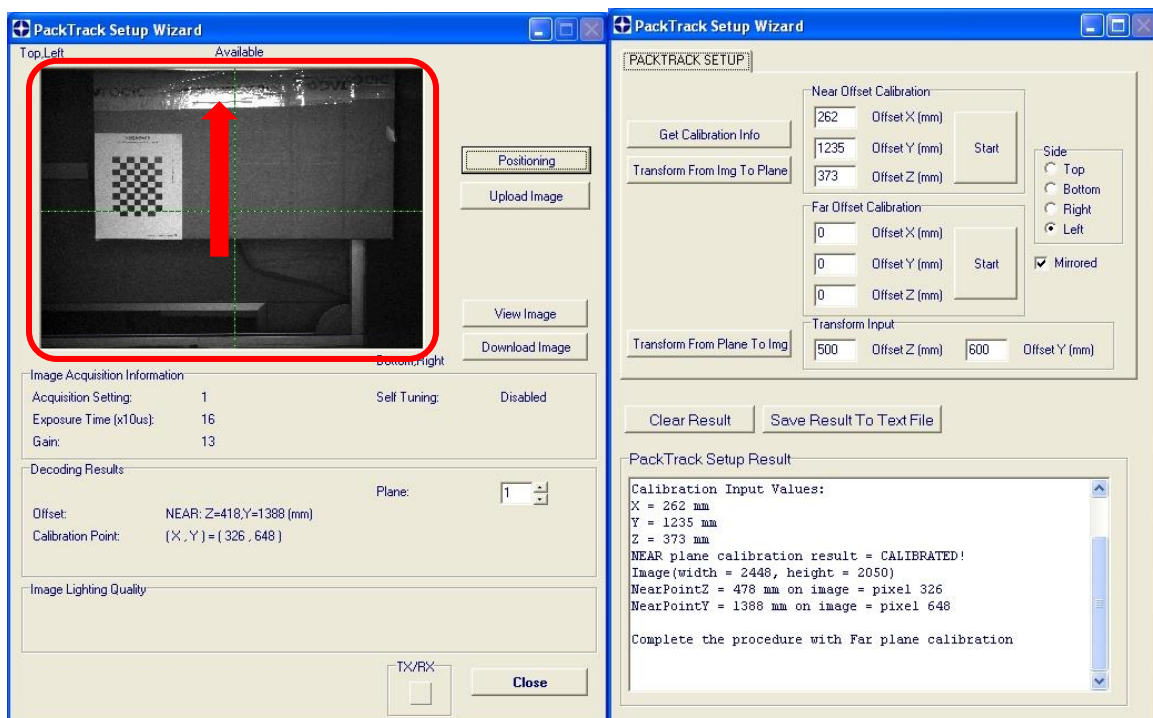 PackTrack Setup Wizard
Top,Left
Available
Positioning
Upload Image
View Image
Download Image
Bottom,Right
Image Acquisition Information
Acquisition Setting: 1 Self Tuning: Disabled
Exposure Time (x10us): 16
Gain: 13
Decoding Results
Plane: 1
Offset: NEAR: Z=418,Y=1388 (mm)
Calibration Point: (X,Y) = ( 326 , 648 )
Image Lighting Quality
TX/RX
Close
PackTrack Setup Wizard
PACKTRACK SETUP
Get Calibration Info
Transform From Img To Plane
Near Offset Calibration
262 Offset X (mm)
1235 Offset Y (mm)
373 Offset Z (mm)
Start
Side
Top
Bottom
Right
Left
Mirrored
Far Offset Calibration
0 Offset X (mm)
0 Offset Y (mm)
0 Offset Z (mm)
Start
Transform From Plane To Img
Transform Input
500 Offset Z (mm) 600 Offset Y (mm)
Clear Result
Save Result To Text File
PackTrack Setup Result
Calibration Input Values:
X = 262 mm
Y = 1235 mm
Z = 373 mm
NEAR plane calibration result = CALIBRATED!
Image(width = 2448, height = 2050)
NearPointZ = 478 mm on image = pixel 326
NearPointY = 1388 mm on image = pixel 648
Complete the procedure with Far plane calibration